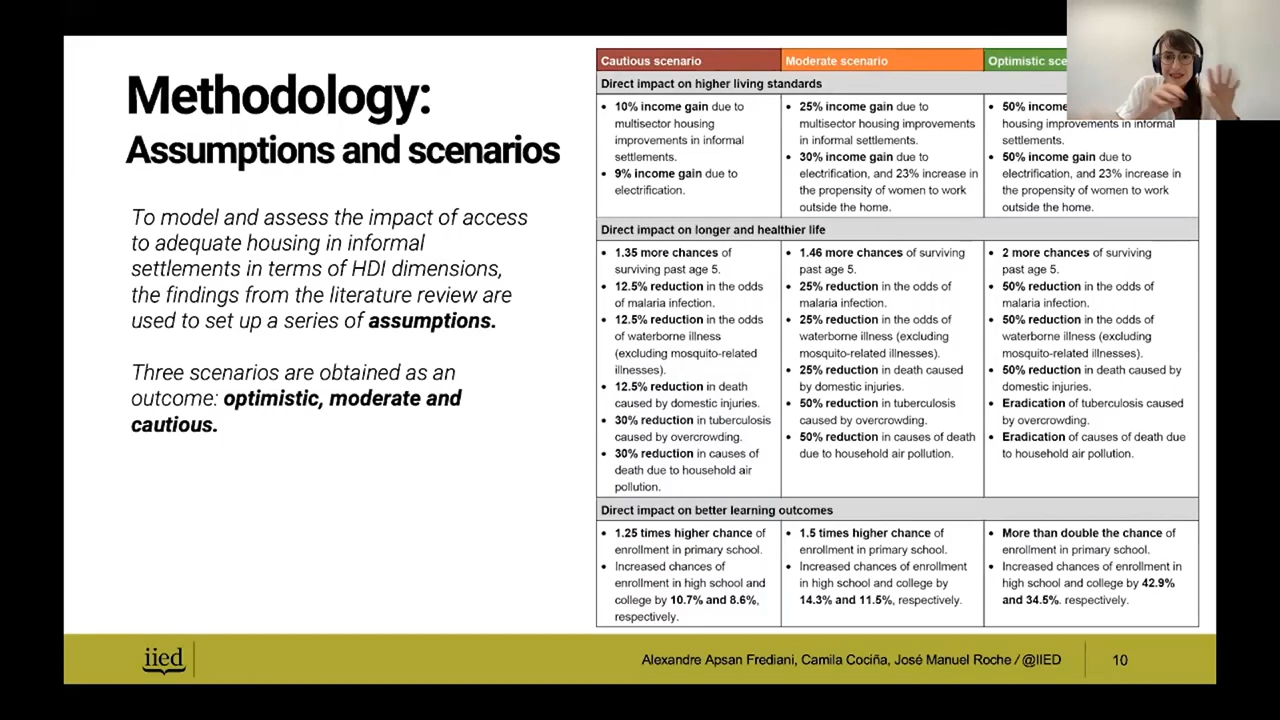 Methodology:
Assumptions and scenarios
To model and assess the impact of access
to adequate housing in informal
settlements in terms of HDI dimensions,
the findings from the literature review are
used to set up a series of assumptions.
Three scenarios are obtained as an
outcome: optimistic, moderate and
cautious.
Cautious scenario
Moderate scenario
Optimistic
Direct impact on higher living standards
• 10% income gain due to
multisector housing
improvements in informal
settlements.
• 9% income gain due to
electrification.
• 25% income gain due to
multisector housing improvements
in informal settlements.
• 30% income gain due to
electrification, and 23% increase in
the propensity of women to work
outside the home.
• 50%
housing improvements in informal
settlements.
• 50% income gain due to
electrification, and 23% increase in
the propensity of women to work
outside the home.
Direct impact on longer and healthier life
• 1.35 more chances of
surviving past age 5.
• 12.5% reduction in the odds
of malaria infection.
• 12.5% reduction in the odds
of waterborne illness
(excluding mosquito-related
illnesses).
• 12.5% reduction in death
caused by domestic injuries.
• 30% reduction in tuberculosis
caused by overcrowding.
• 30% reduction in causes of
death due to household air
pollution.
• 1.46 more chances of surviving
past age 5.
• 25% reduction in the odds of
malaria infection.
• 25% reduction in the odds of
waterborne illness (excluding
mosquito-related illnesses).
• 25% reduction in death caused
by domestic injuries.
• 50% reduction in tuberculosis
caused by overcrowding.
• 50% reduction in causes of death
due to household air pollution.
• 2 more chances of surviving
past age 5.
• 50% reduction in the odds of
malaria infection.
• 50% reduction in the odds of
waterborne illness (excluding
mosquito-related illnesses).
• 50% reduction in death caused by
domestic injuries.
• Eradication of tuberculosis caused
by overcrowding.
• Eradication of causes of death due
to household air pollution.
Direct impact on better learning outcomes
• 1.25 times higher chance of
enrollment in primary school.
• Increased chances of
enrollment in high school and
college by 10.7% and 8.6%,
respectively.
• 1.5 times higher chance of
enrollment in primary school.
• Increased chances of enrollment
in high school and college by
14.3% and 11.5%, respectively.
• More than double the chance of
enrollment in primary school.
• Increased chances of enrollment in
high school and college by 42.9%
and 34.5%. respectively.
iied
Alexandre Apsan Frediani, Camila Cociña, José Manuel Roche / @IIED
10